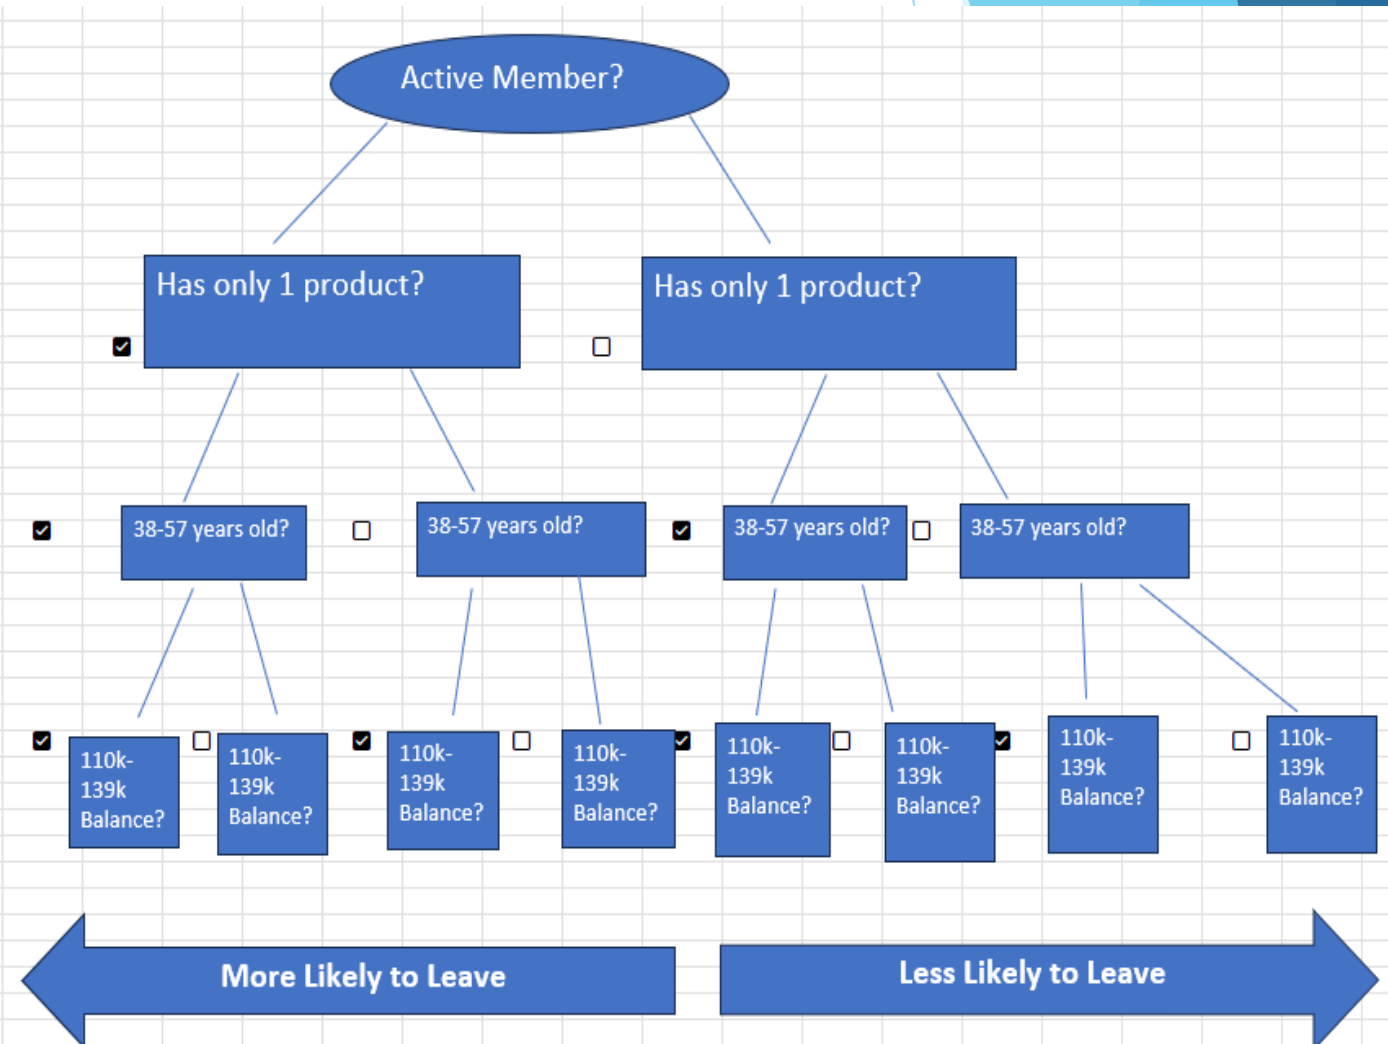 Active Member?
Has only 1 product?
Has only 1 product?
38-57 years old?
38-57 years old?
38-57 years old?
38-57 years old?
110k-
139k
Balance?
110k-
139k
Balance?
110k-
139k
Balance?
110k-
139k
Balance?
110k-
139k
Balance?
110k-
139k
Balance?
110k-
139k
Balance?
110k-
139k
Balance?
More Likely to Leave
Less Likely to Leave